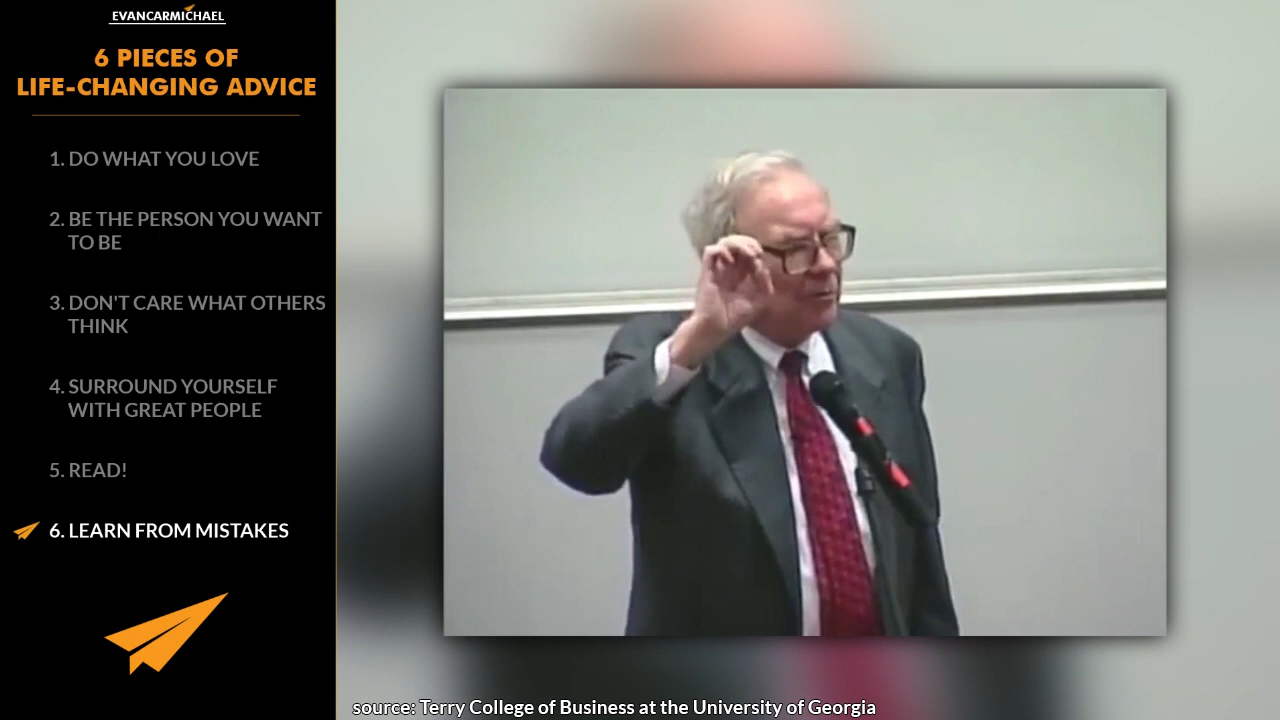 EVANCARMICHAEL
6 PIECES OF
LIFE-CHANGING ADVICE
1. DO WHAT YOU LOVE
2. BE THE PERSON YOU WANT
TO BE
3. DON'T CARE WHAT OTHERS
THINK
4. SURROUND YOURSELF
WITH GREAT PEOPLE
5. READ!
6. LEARN FROM MISTAKES
source: Terry College of Business at the University of Georgia